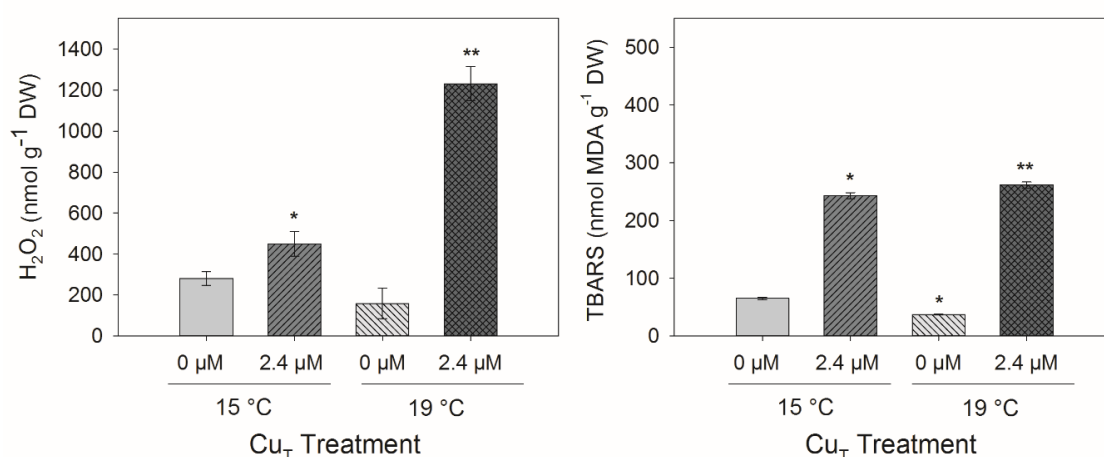 H₂O₂ (nmol g⁻¹ DW)
1400
1200
1000
800
600
400
200
0
*
**
0 µM 2.4 µM 0 µM 2.4 µM
15 °C 19 °C
Cu_T Treatment
TBARS (nmol MDA g⁻¹ DW)
500
400
300
200
100
0
*
*
**
0 µM 2.4 µM 0 µM 2.4 µM
15 °C 19 °C
Cu_T Treatment